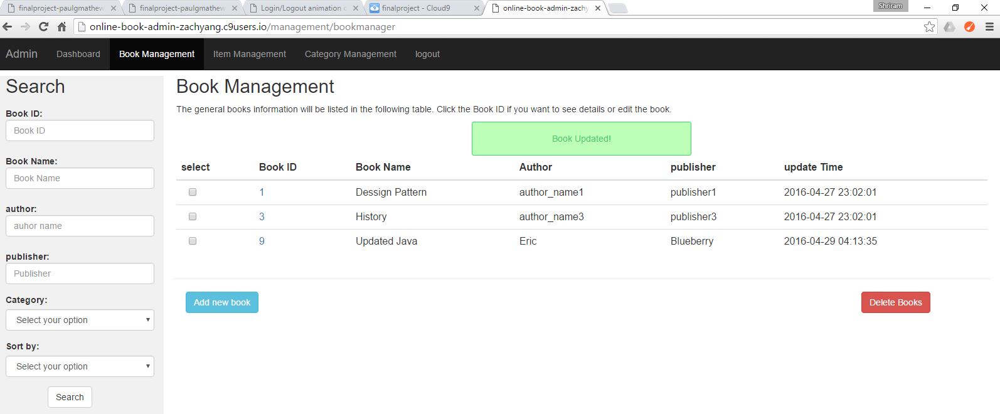 finalproject-paulgmathew
finalproject-paulgmathew
Login/Logout animation c
finalproject - Cloud9
online-book-admin-zachy
Shriram
online-book-admin-zachyang.c9users.io/management/bookmanager
Admin Dashboard Book Management Item Management Category Management logout
Search
Book ID:
Book ID
Book Name:
Book Name
author:
auhor name
publisher:
Publisher
Category:
Select your option
Sort by:
Select your option
Search
Book Management
The general books information will be listed in the following table. Click the Book ID if you want to see details or edit the book.
Book Updated!
select Book ID Book Name Author publisher update Time
1 Dessign Pattern author_name1 publisher1 2016-04-27 23:02:01
3 History author_name3 publisher3 2016-04-27 23:02:01
9 Updated Java Eric Blueberry 2016-04-29 04:13:35
Add new book Delete Books